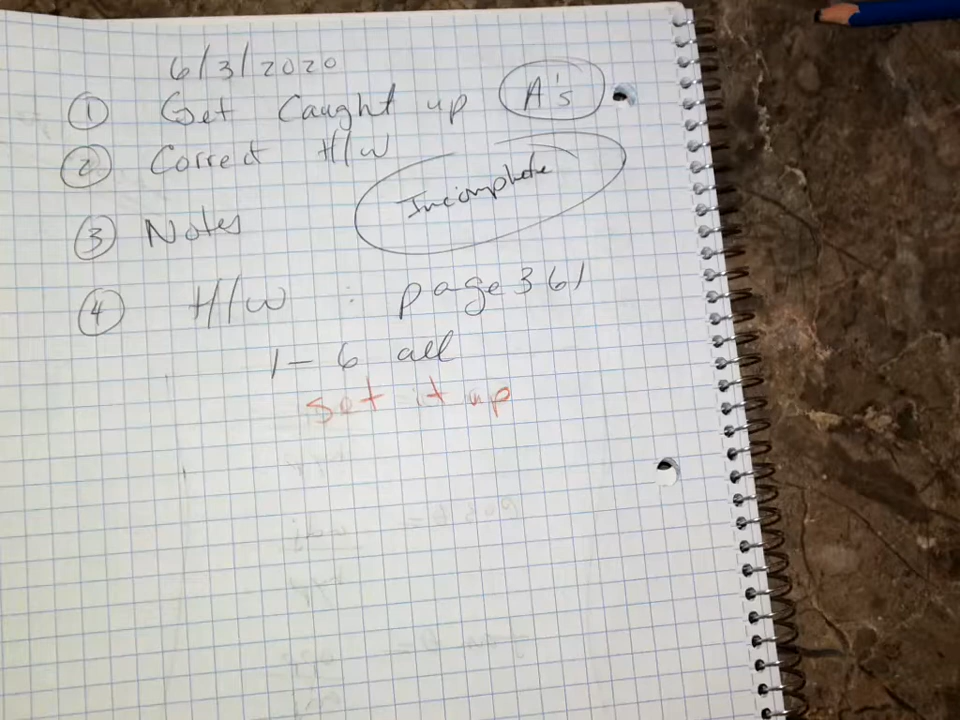 6/3/2020
① Get Caught up A's
② Correct H/W
Incomplete
③ Notes
④ H/W : page 361
1 - 6 all
set it up